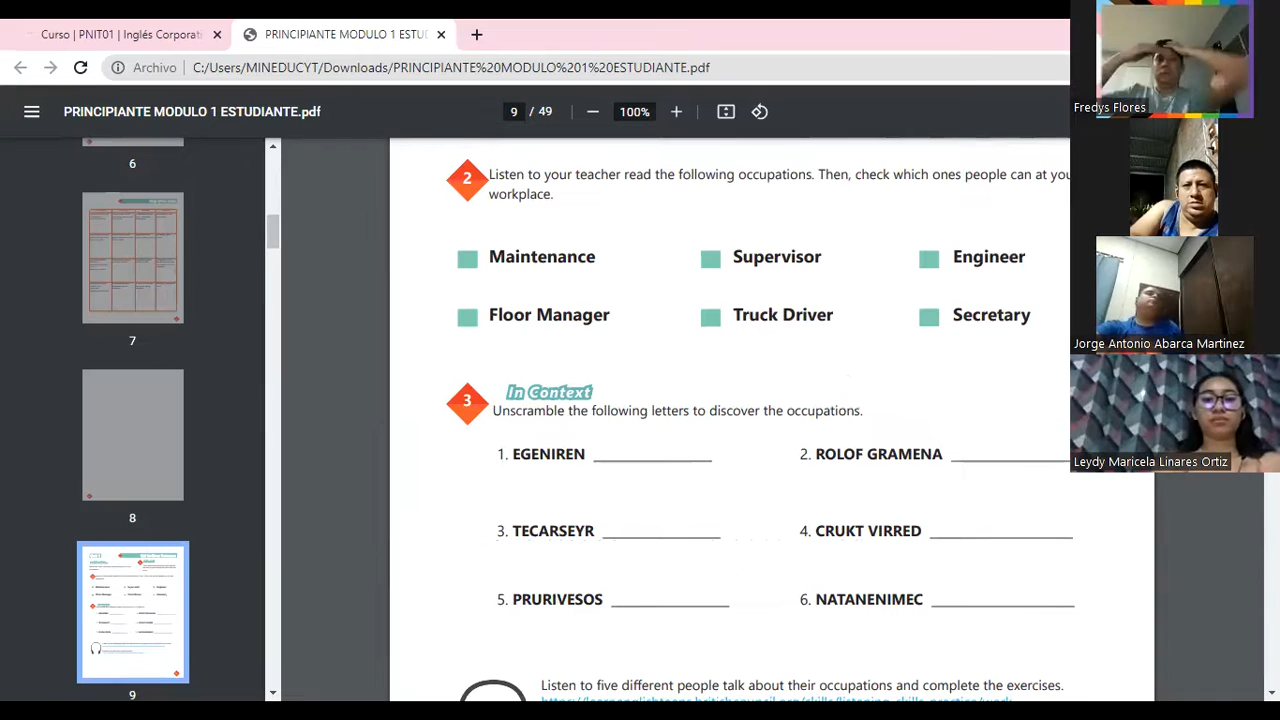 Curso | PNIT01 | Inglés Corporati
PRINCIPIANTE MODULO 1 ESTU
Archivo
C:/Users/MINEDUCYT/Downloads/PRINCIPIANTE%20MODULO%201%20ESTUDIANTE.pdf
PRINCIPIANTE MODULO 1 ESTUDIANTE.pdf
9 / 49
100%
6
7
8
9
2
Listen to your teacher read the following occupations. Then, check which ones people can at you
workplace.
Maintenance
Supervisor
Engineer
Floor Manager
Truck Driver
Secretary
3
In Context
Unscramble the following letters to discover the occupations.
1. EGENIREN
2. ROLOF GRAMENA
3. TECARSEYR
4. CRUKT VIRRED
5. PRURIVESOS
6. NATANENIMEC
Listen to five different people talk about their occupations and complete the exercises.
Fredys Flores
Jorge Antonio Abarca Martinez
Leydy Maricela Linares Ortiz